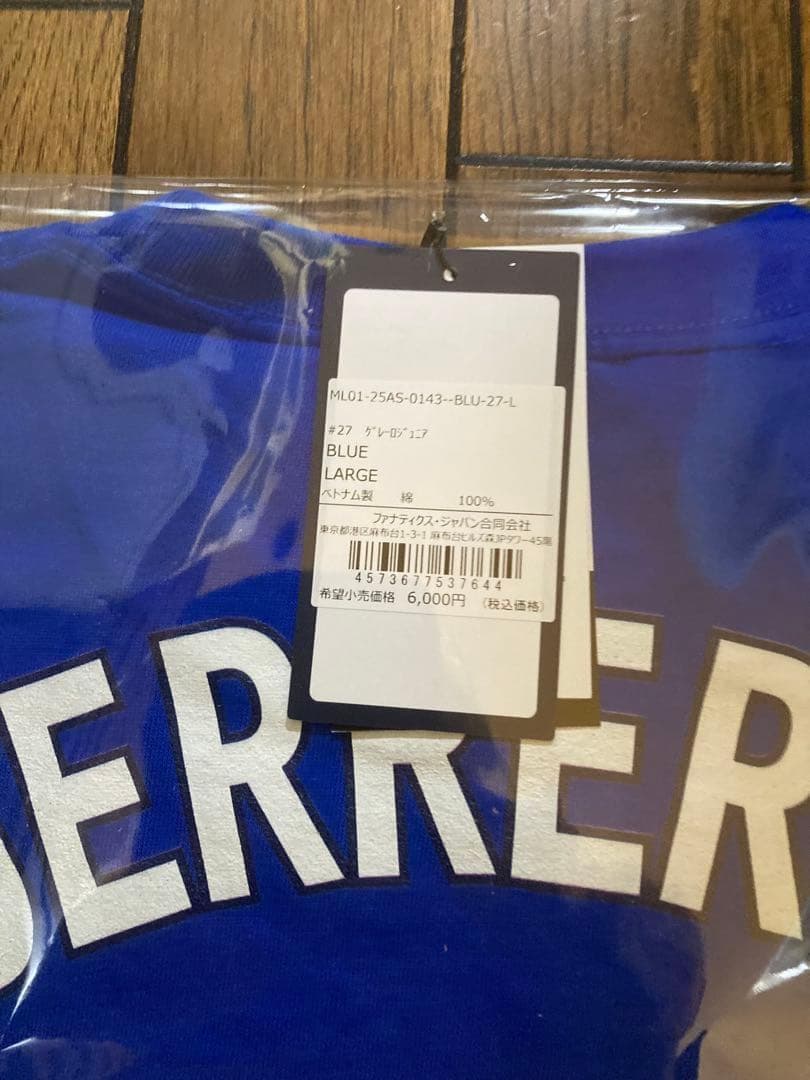 ML01-25AS-0143--BLU-27-L
#27 ｹﾞﾚｰﾛｼﾞｭﾆｱ
BLUE
LARGE
ベトナム製 綿 100%
ファナティクス・ジャパン合同会社
東京都港区麻布台1-3-1 麻布台ヒルズ森JPタワー45階
4573677537644
希望小売価格 6,000円 (税込価格)
ERRER